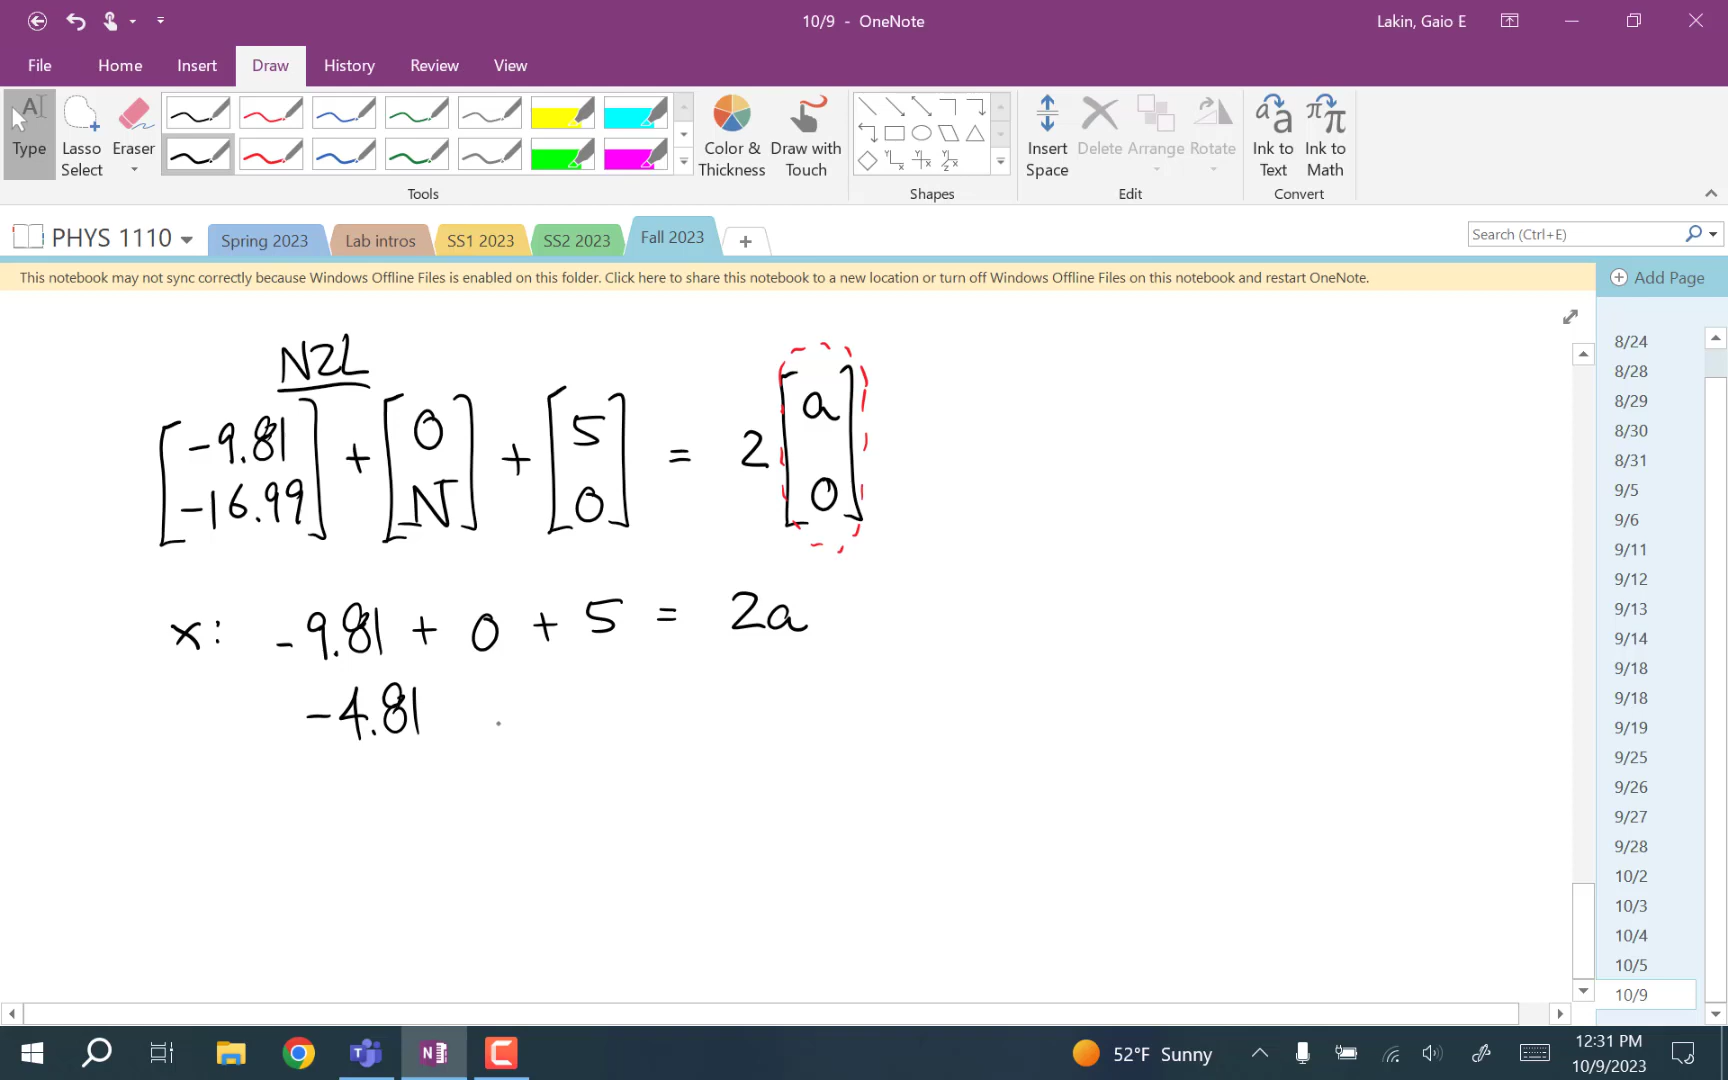 10/9 - OneNote
Lakin, Gaio E
File Home Insert Draw History Review View
Type
Lasso Select
Eraser
Color & Thickness
Draw with Touch
Insert Space
Delete
Arrange
Rotate
Ink to Text
Ink to Math
Tools
Shapes
Edit
Convert
PHYS 1110
Spring 2023
Lab intros
SS1 2023
SS2 2023
Fall 2023
Search (Ctrl+E)
This notebook may not sync correctly because Windows Offline Files is enabled on this folder. Click here to share this notebook to a new location or turn off Windows Offline Files on this notebook and restart OneNote.
Add Page
N2L
[-9.81 -16.99] + [0 N] + [5 0] = 2 [a 0]
x: -9.81 + 0 + 5 = 2a
-4.81
8/24
8/28
8/29
8/30
8/31
9/5
9/6
9/11
9/12
9/13
9/14
9/18
9/18
9/19
9/25
9/26
9/27
9/28
10/2
10/3
10/4
10/5
10/9
52°F Sunny
12:31 PM
10/9/2023